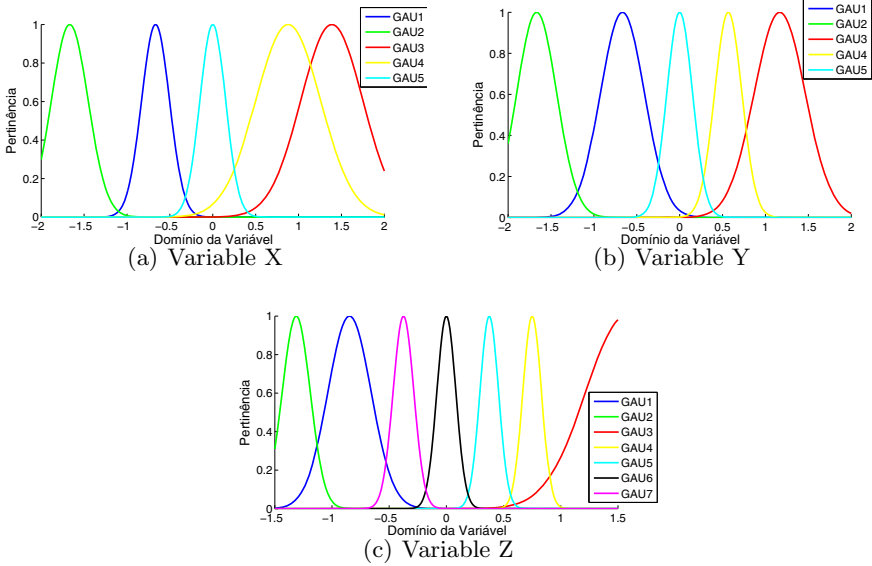 GAU1
GAU2
GAU3
GAU4
GAU5
Pertinência
1
0.8
0.6
0.4
0.2
0
−2 −1.5 −1 −0.5 0 0.5 1 1.5 2
Domínio da Variável
(a) Variable X
GAU1
GAU2
GAU3
GAU4
GAU5
Pertinência
1
0.8
0.6
0.4
0.2
0
−2 −1.5 −1 −0.5 0 0.5 1 1.5 2
Domínio da Variável
(b) Variable Y
Pertinência
1
0.8
0.6
0.4
0.2
0
GAU1
GAU2
GAU3
GAU4
GAU5
GAU6
GAU7
−1.5 −1 −0.5 0 0.5 1 1.5
Domínio da Variável
(c) Variable Z